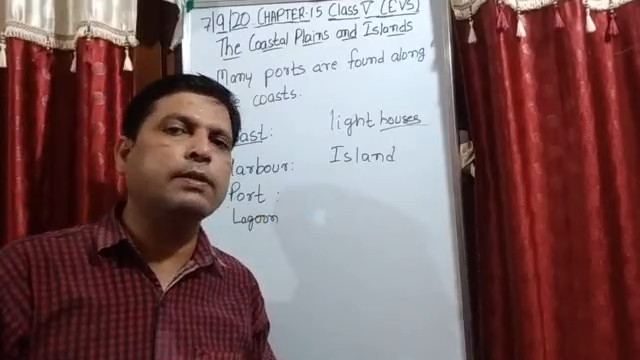 7/9/20 CHAPTER-15 Class V (EVS)
The Coastal Plains and Islands
Many ports are found along
coasts.
light houses
arbour: Island
Port :
Lagoon